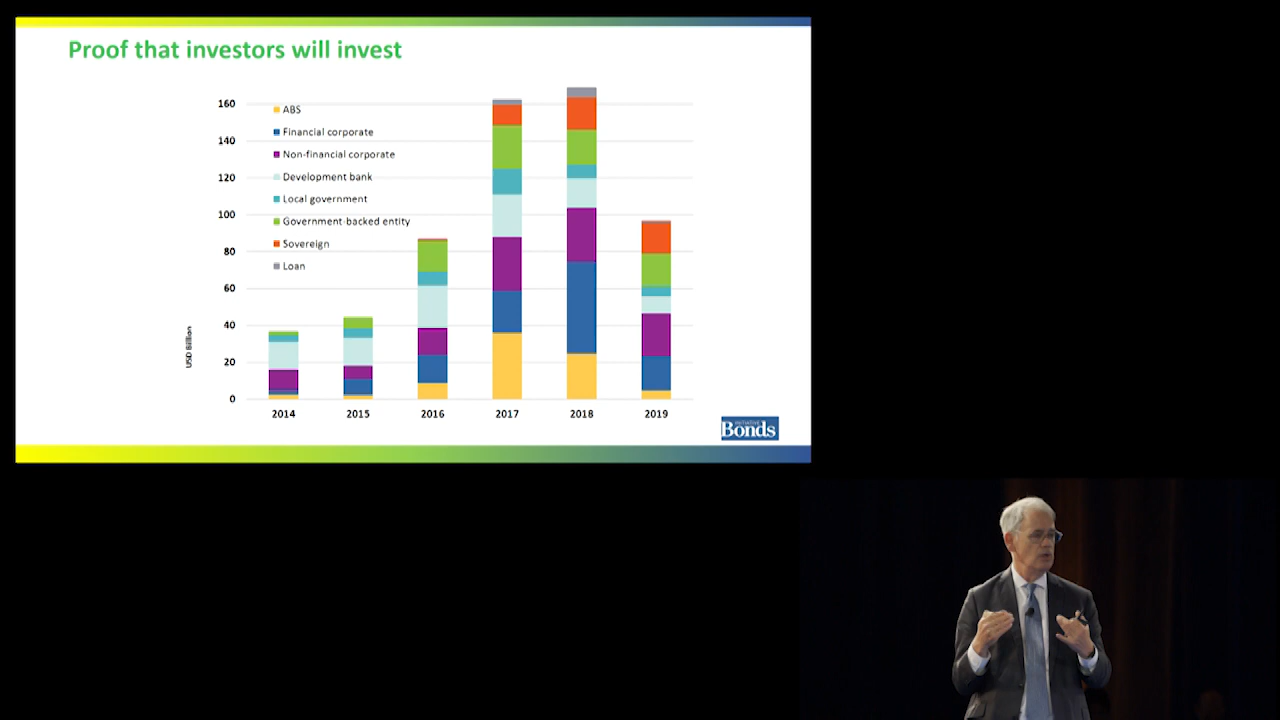 Proof that investors will invest
160
140
120
100
80
60
40
20
0
ABS
Financial corporate
Non-financial corporate
Development bank
Local government
Government-backed entity
Sovereign
Loan
USD Billion
2014 2015 2016 2017 2018 2019
Bonds